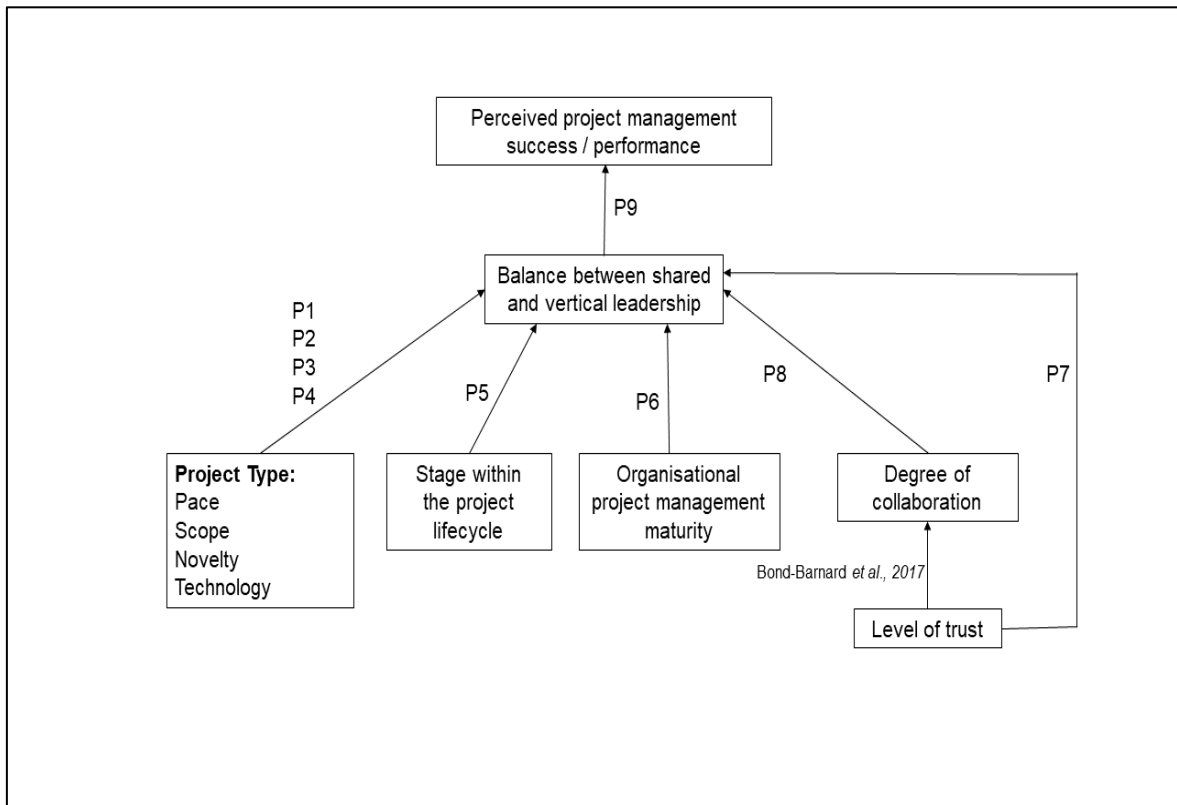 Perceived project management
success / performance
P9
Balance between shared
and vertical leadership
P1
P2
P3
P4
P5
P6
P8
P7
Project Type:
Pace
Scope
Novelty
Technology
Stage within
the project
lifecycle
Organisational
project management
maturity
Degree of
collaboration
Bond-Barnard et al., 2017
Level of trust